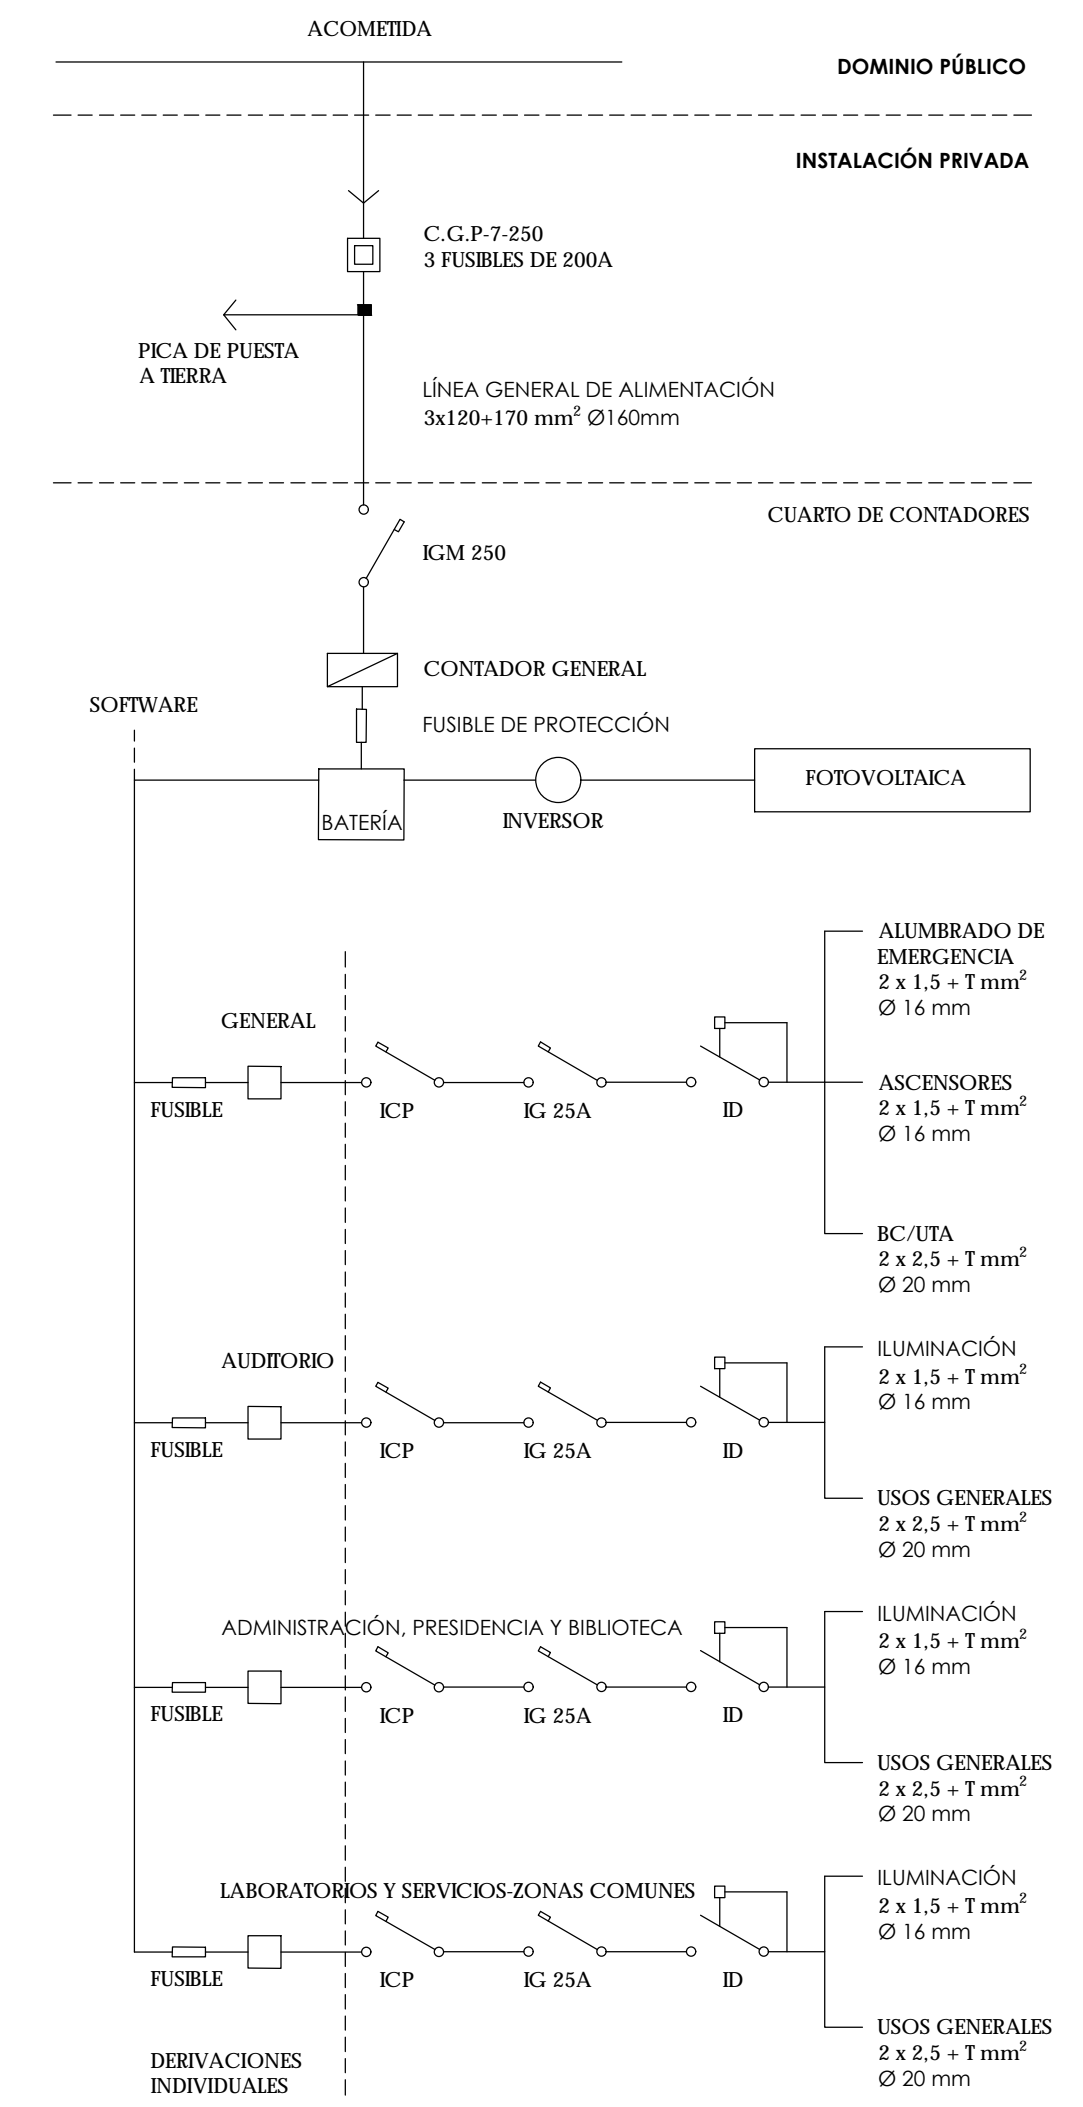 ACOMETIDA
DOMINIO PÚBLICO
INSTALACIÓN PRIVADA
C.G.P-7-250
3 FUSIBLES DE 200A
PICA DE PUESTA
A TIERRA
LÍNEA GENERAL DE ALIMENTACIÓN
3x120+170 mm² Ø160mm
CUARTO DE CONTADORES
IGM 250
CONTADOR GENERAL
SOFTWARE
FUSIBLE DE PROTECCIÓN
FOTOVOLTAICA
BATERÍA
INVERSOR
ALUMBRADO DE
EMERGENCIA
2 x 1,5 + T mm²
Ø 16 mm
GENERAL
FUSIBLE
ICP
IG 25A
ID
ASCENSORES
2 x 1,5 + T mm²
Ø 16 mm
BC/UTA
2 x 2,5 + T mm²
Ø 20 mm
AUDITORIO
FUSIBLE
ICP
IG 25A
ID
ILUMINACIÓN
2 x 1,5 + T mm²
Ø 16 mm
USOS GENERALES
2 x 2,5 + T mm²
Ø 20 mm
ADMINISTRACIÓN, PRESIDENCIA Y BIBLIOTECA
FUSIBLE
ICP
IG 25A
ID
ILUMINACIÓN
2 x 1,5 + T mm²
Ø 16 mm
USOS GENERALES
2 x 2,5 + T mm²
Ø 20 mm
LABORATORIOS Y SERVICIOS-ZONAS COMUNES
FUSIBLE
ICP
IG 25A
ID
ILUMINACIÓN
2 x 1,5 + T mm²
Ø 16 mm
USOS GENERALES
2 x 2,5 + T mm²
Ø 20 mm
DERIVACIONES
INDIVIDUALES